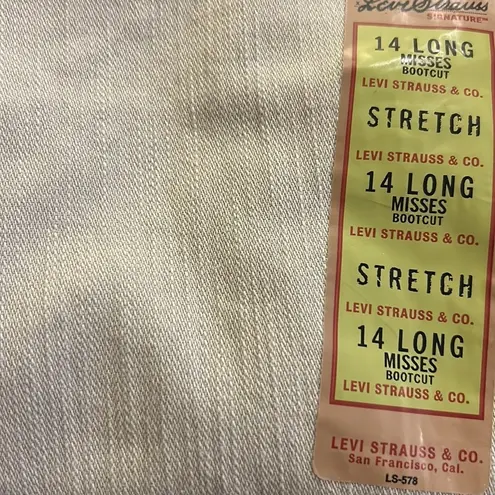 Levi Strauss
SIGNATURE™
14 LONG
MISSES
BOOTCUT
LEVI STRAUSS & CO.
STRETCH
LEVI STRAUSS & CO.
14 LONG
MISSES
BOOTCUT
LEVI STRAUSS & CO.
STRETCH
LEVI STRAUSS & CO.
14 LONG
MISSES
BOOTCUT
LEVI STRAUSS & CO.
LEVI STRAUSS & CO.
San Francisco, Cal.
LS-578